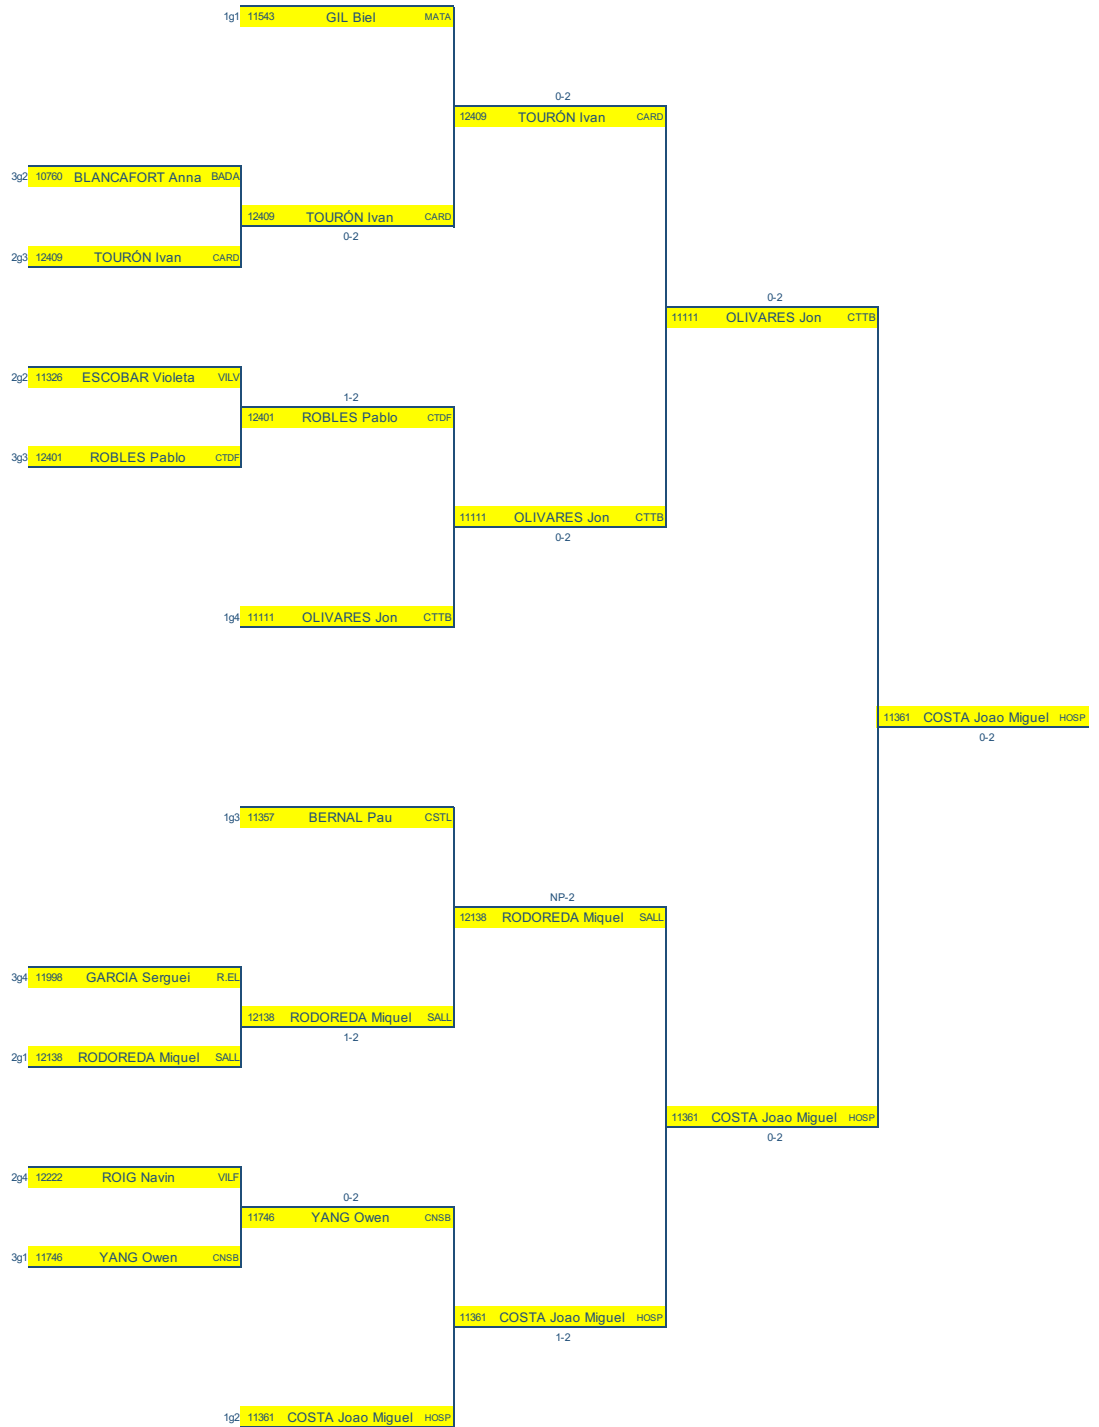 1g1 11543 GIL Biel MATA
0-2
12409 TOURÓN Ivan CARD
3g2 10760 BLANCAFORT Anna BADA
12409 TOURÓN Ivan CARD
0-2
2g3 12409 TOURÓN Ivan CARD
0-2
11111 OLIVARES Jon CTTB
2g2 11326 ESCOBAR Violeta VILV
1-2
12401 ROBLES Pablo CTDF
3g3 12401 ROBLES Pablo CTDF
11111 OLIVARES Jon CTTB
0-2
1g4 11111 OLIVARES Jon CTTB
11361 COSTA Joao Miguel HOSP
0-2
1g3 11357 BERNAL Pau CSTL
NP-2
12138 RODOREDA Miquel SALL
3g4 11998 GARCIA Serguei R.EL
12138 RODOREDA Miquel SALL
1-2
2g1 12138 RODOREDA Miquel SALL
11361 COSTA Joao Miguel HOSP
0-2
2g4 12222 ROIG Navin VILF
0-2
11746 YANG Owen CNSB
3g1 11746 YANG Owen CNSB
11361 COSTA Joao Miguel HOSP
1-2
1g2 11361 COSTA Joao Miguel HOSP